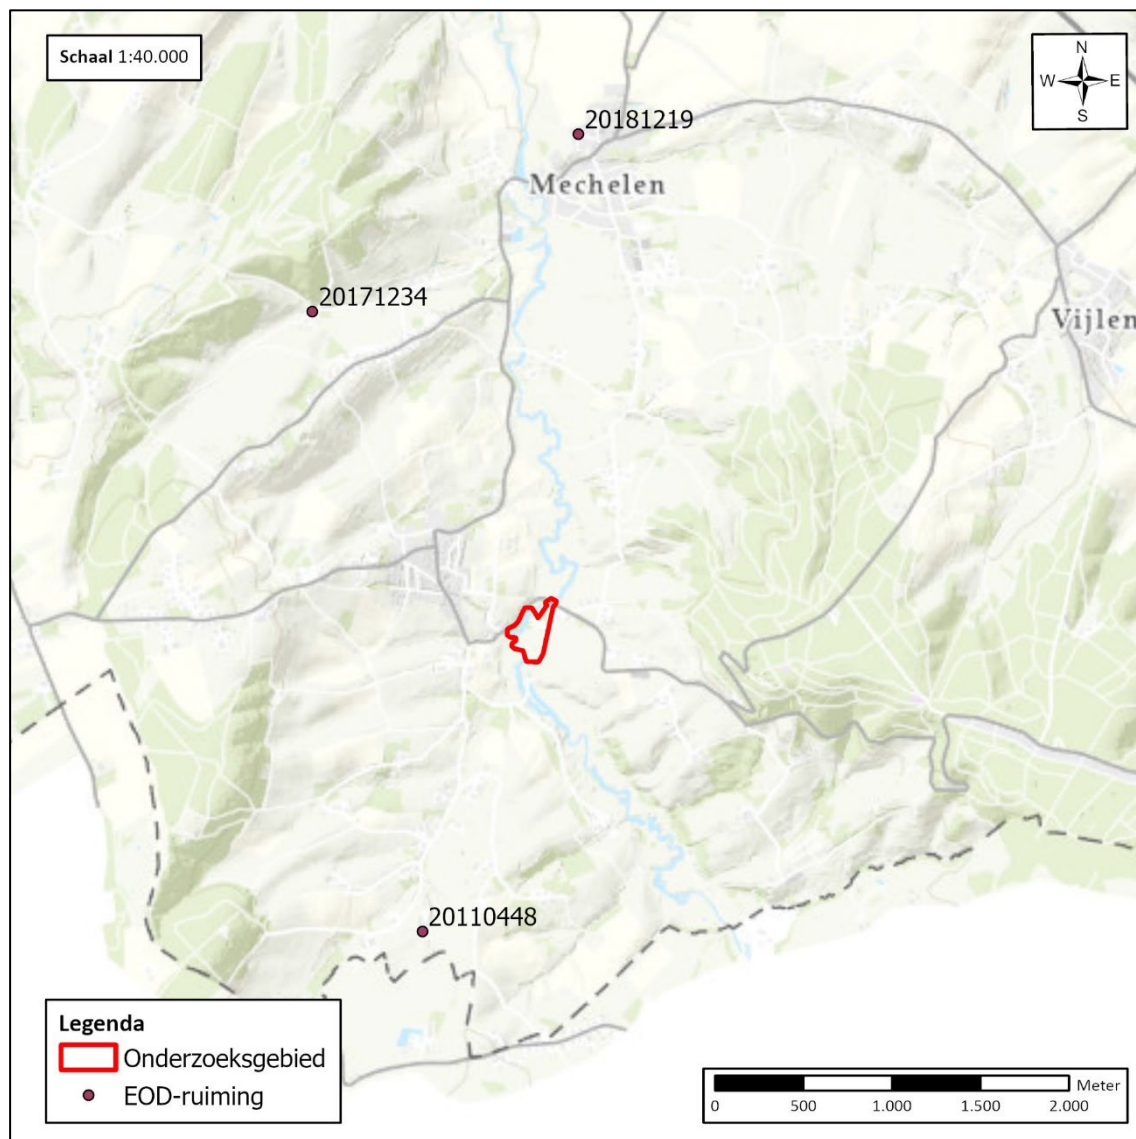 Schaal 1:40.000
N
W E
S
20181219
Mechelen
20171234
Vijlen
20110448
Legenda
Onderzoeksgebied
EOD-ruiming
Meter
0 500 1.000 1.500 2.000